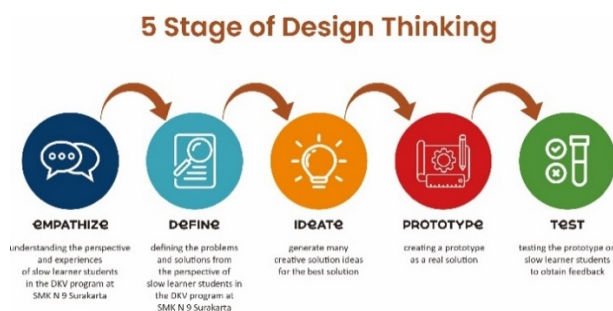 5 Stage of Design Thinking
EMPATHIZE
understanding the perspective
and experiences
of slow learner students
in the DKV program at
SMK N 9 Surakarta
DEFINE
defining the problems
and solutions from
the perspective of
slow learner students in
the DKV program at
SMK N 9 Surakarta
IDEATE
generate many
creative solution ideas
for the best solution
PROTOTYPE
creating a prototype
as a real solution
TEST
testing the prototype on
slow learner students
to obtain feedback